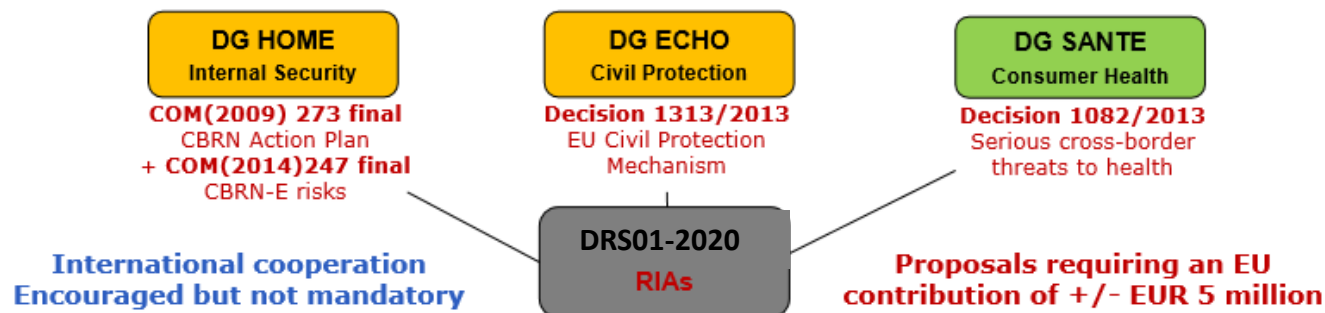 DG HOME
Internal Security
COM(2009) 273 final
CBRN Action Plan
+ COM(2014)247 final
CBRN-E risks
DG ECHO
Civil Protection
Decision 1313/2013
EU Civil Protection
Mechanism
DG SANTE
Consumer Health
Decision 1082/2013
Serious cross-border
threats to health
DRS01-2020
RIAs
International cooperation
Encouraged but not mandatory
Proposals requiring an EU
contribution of +/- EUR 5 million